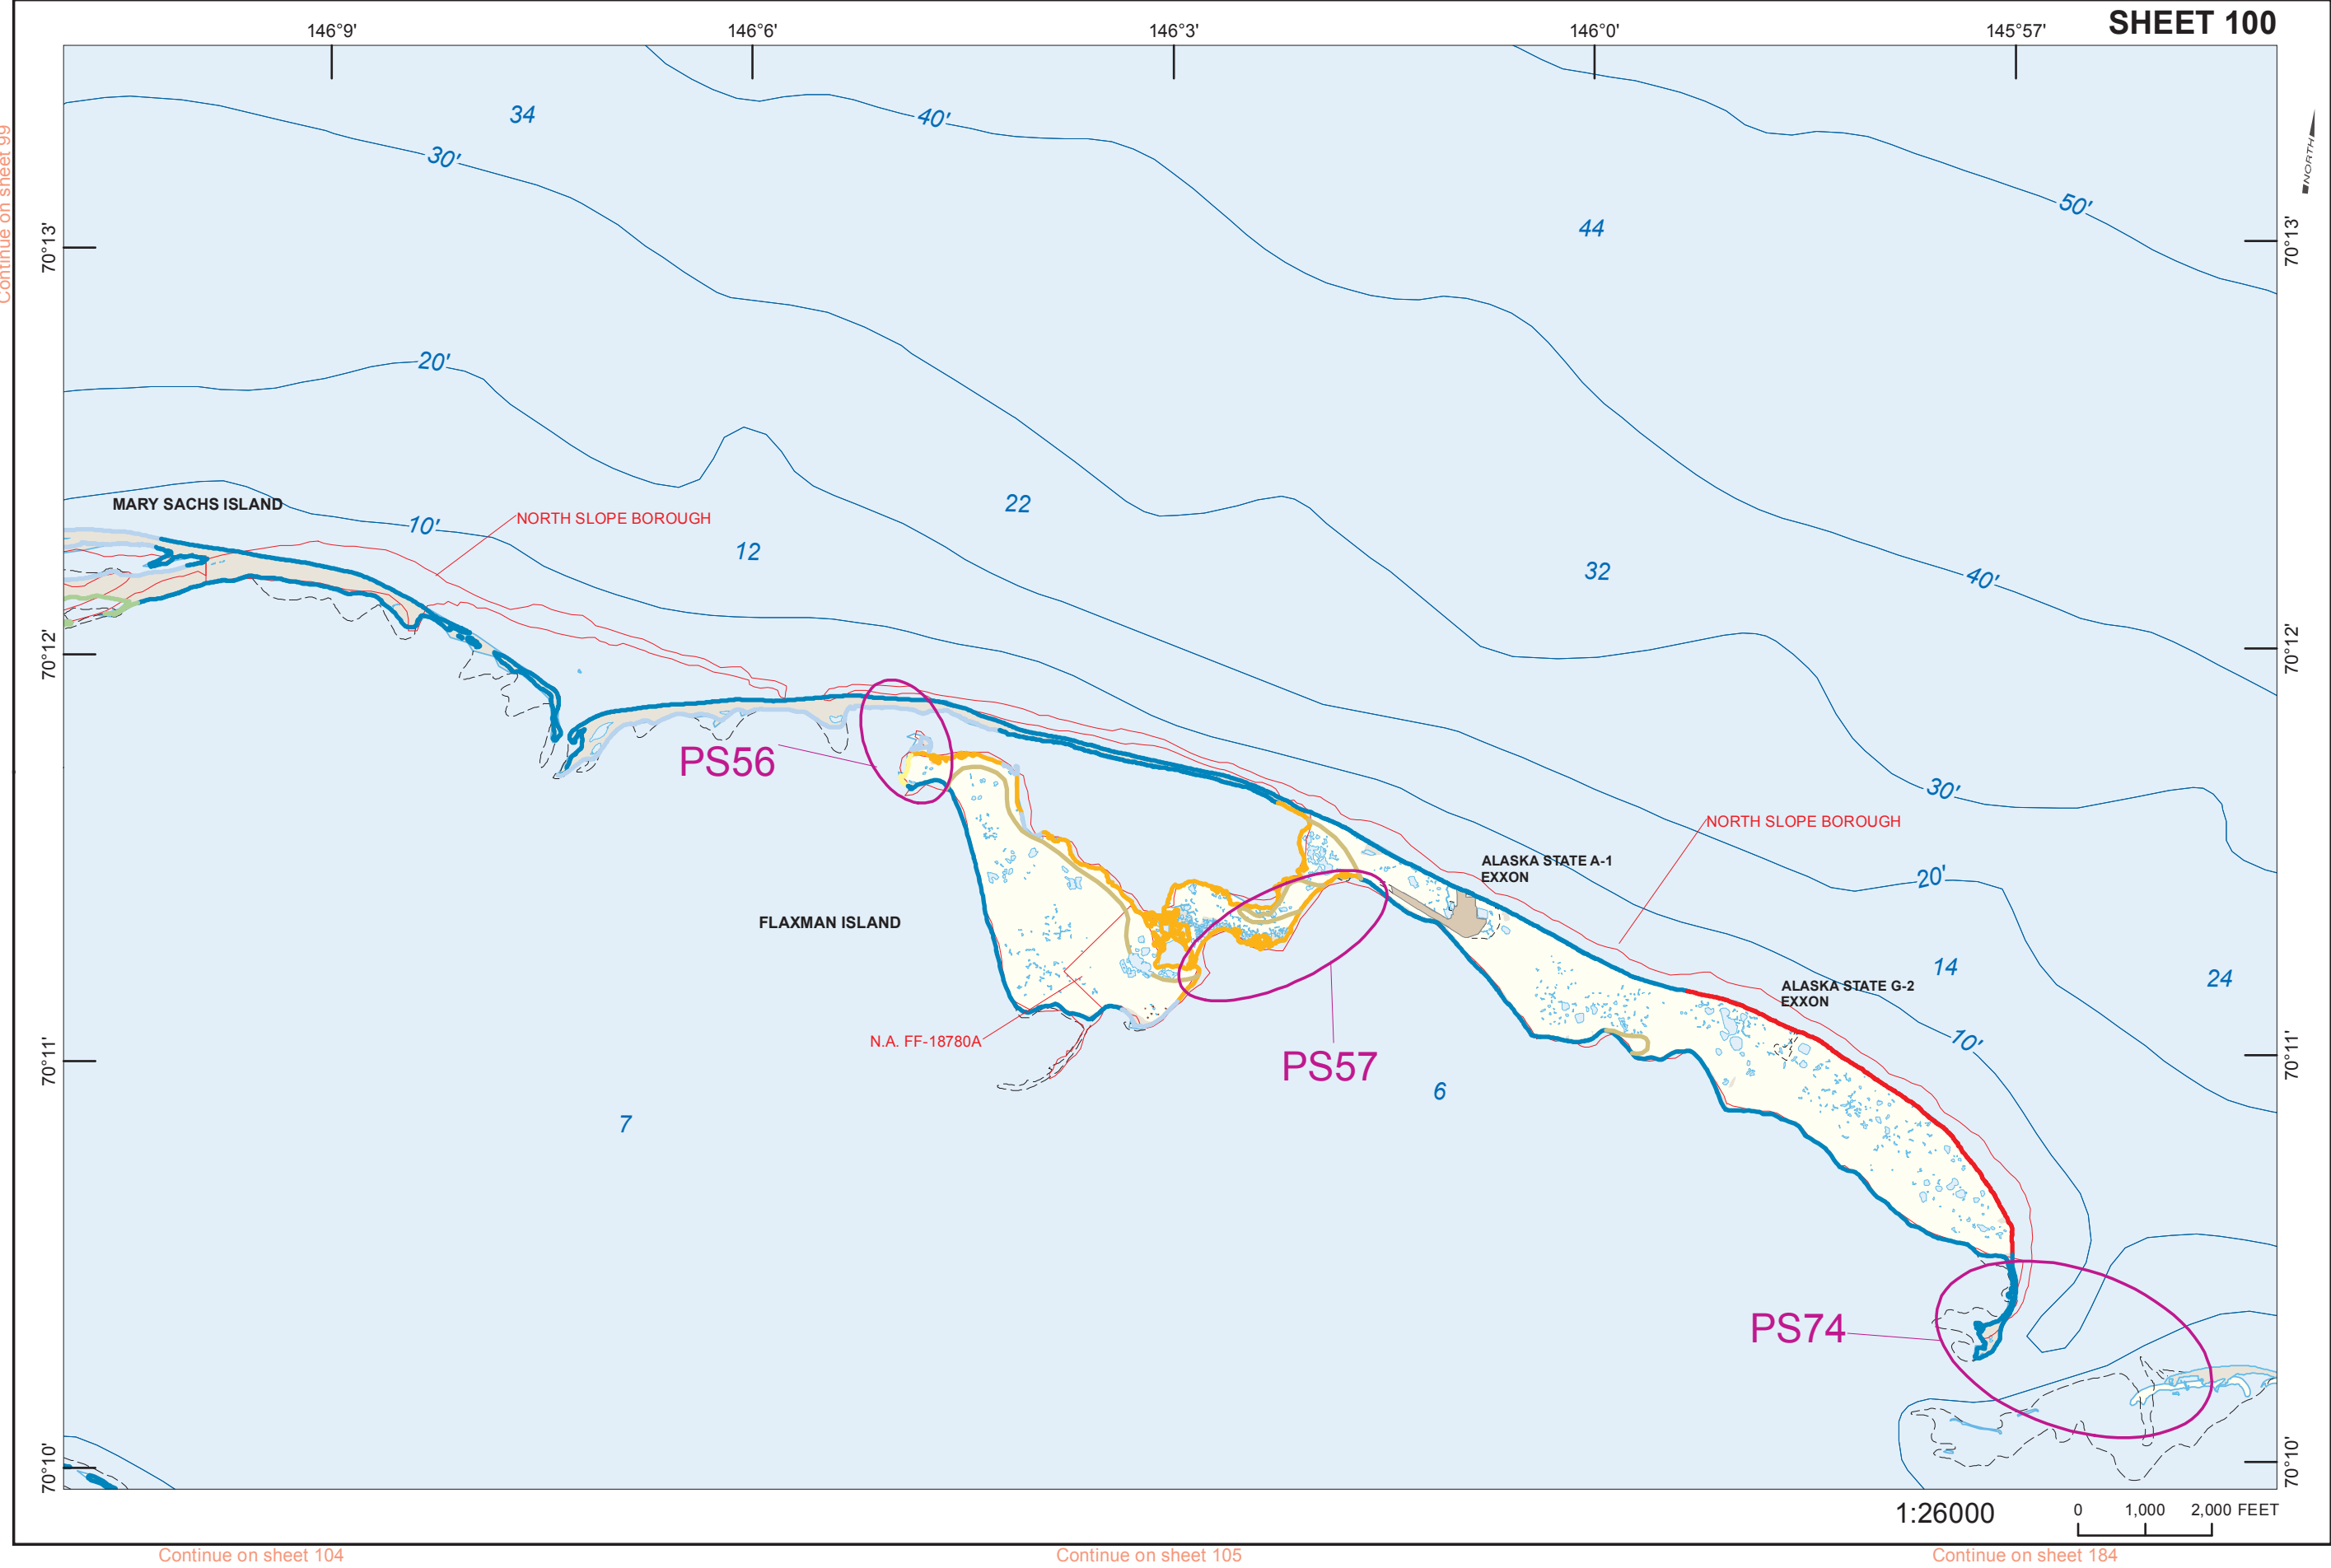 SHEET 100
146°9'
146°6'
146°3'
146°0'
145°57'
Continue on sheet 99
NORTH
34
40'
30'
50'
44
70°13'
70°13'
20'
MARY SACHS ISLAND
10'
NORTH SLOPE BOROUGH
22
12
32
40'
70°12'
70°12'
PS56
30'
NORTH SLOPE BOROUGH
ALASKA STATE A-1
EXXON
20'
FLAXMAN ISLAND
14
24
ALASKA STATE G-2
EXXON
N.A. FF-18780A
10'
PS57
70°11'
70°11'
6
7
PS74
70°10'
70°10'
1:26000
0 1,000 2,000 FEET
Continue on sheet 104
Continue on sheet 105
Continue on sheet 184